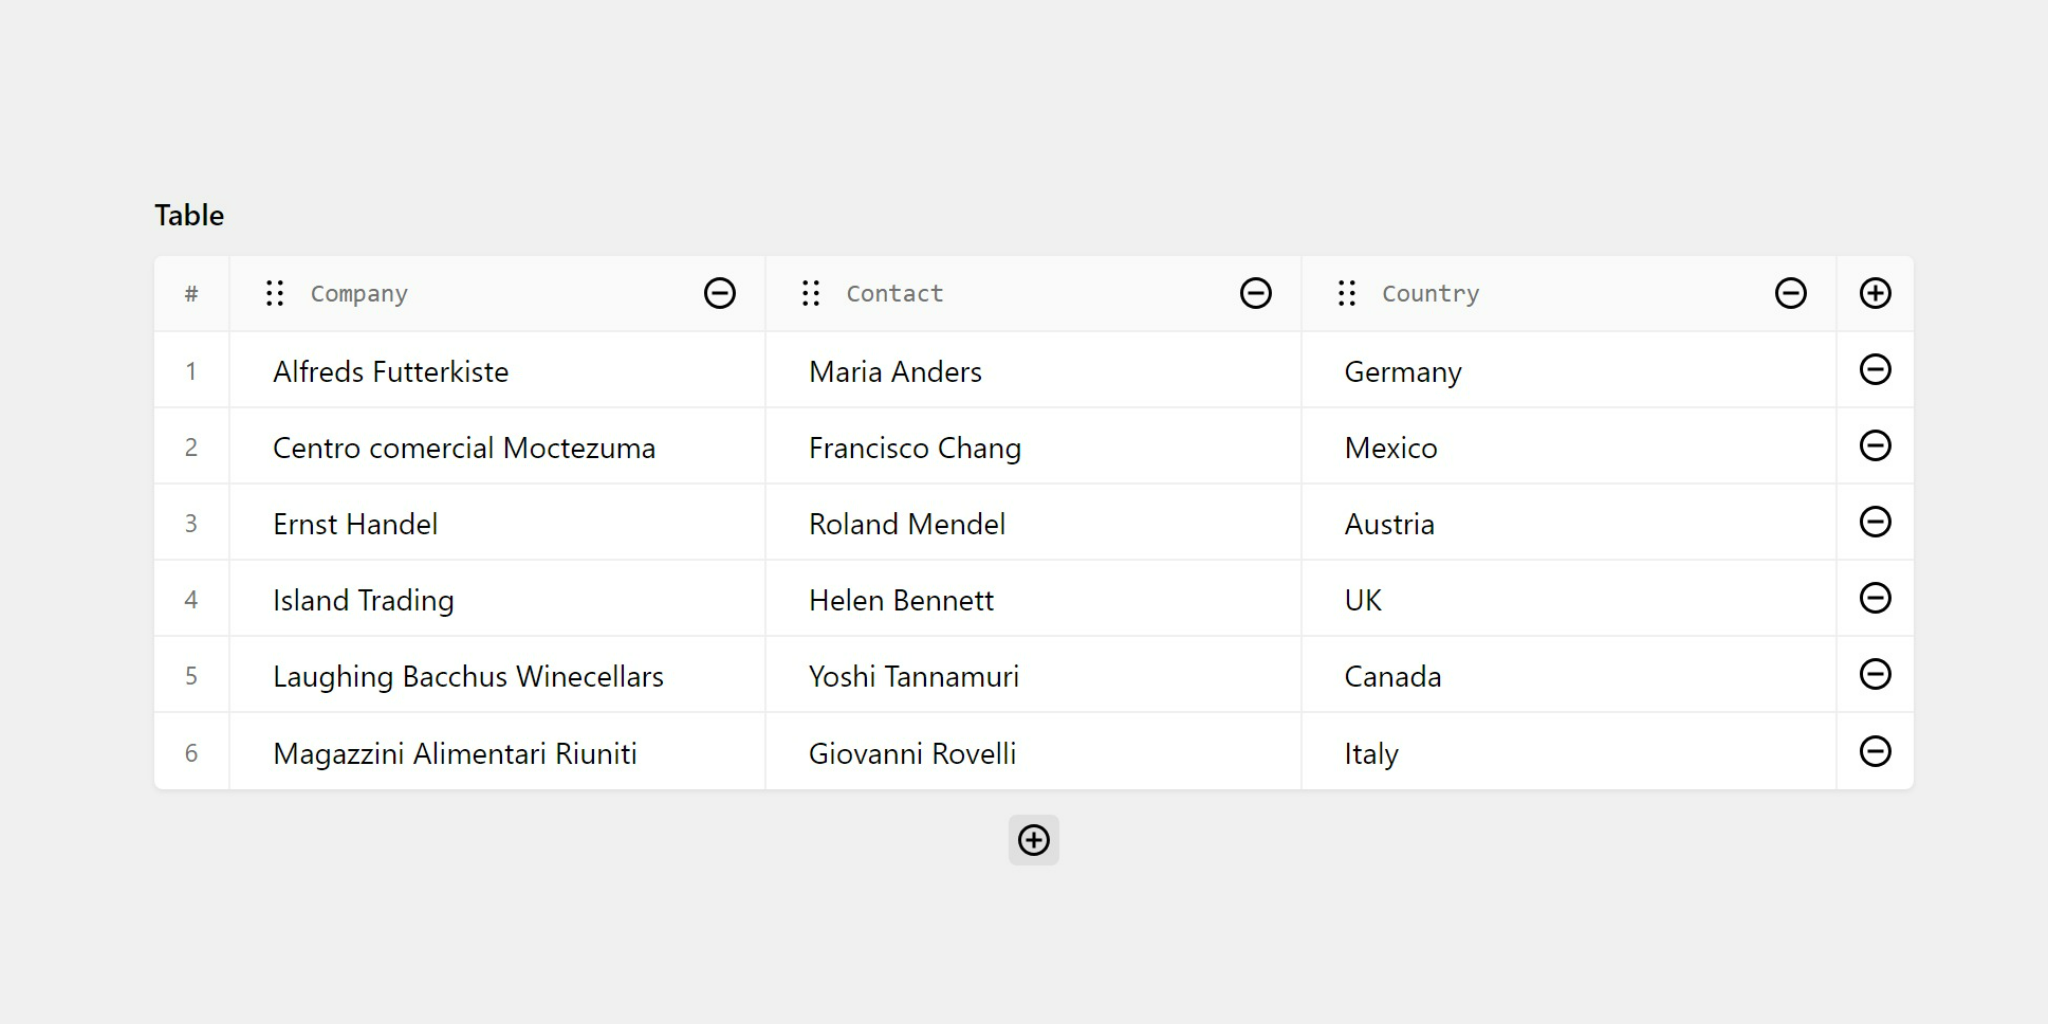 Table
# Company Contact Country
1 Alfreds Futterkiste Maria Anders Germany
2 Centro comercial Moctezuma Francisco Chang Mexico
3 Ernst Handel Roland Mendel Austria
4 Island Trading Helen Bennett UK
5 Laughing Bacchus Winecellars Yoshi Tannamuri Canada
6 Magazzini Alimentari Riuniti Giovanni Rovelli Italy